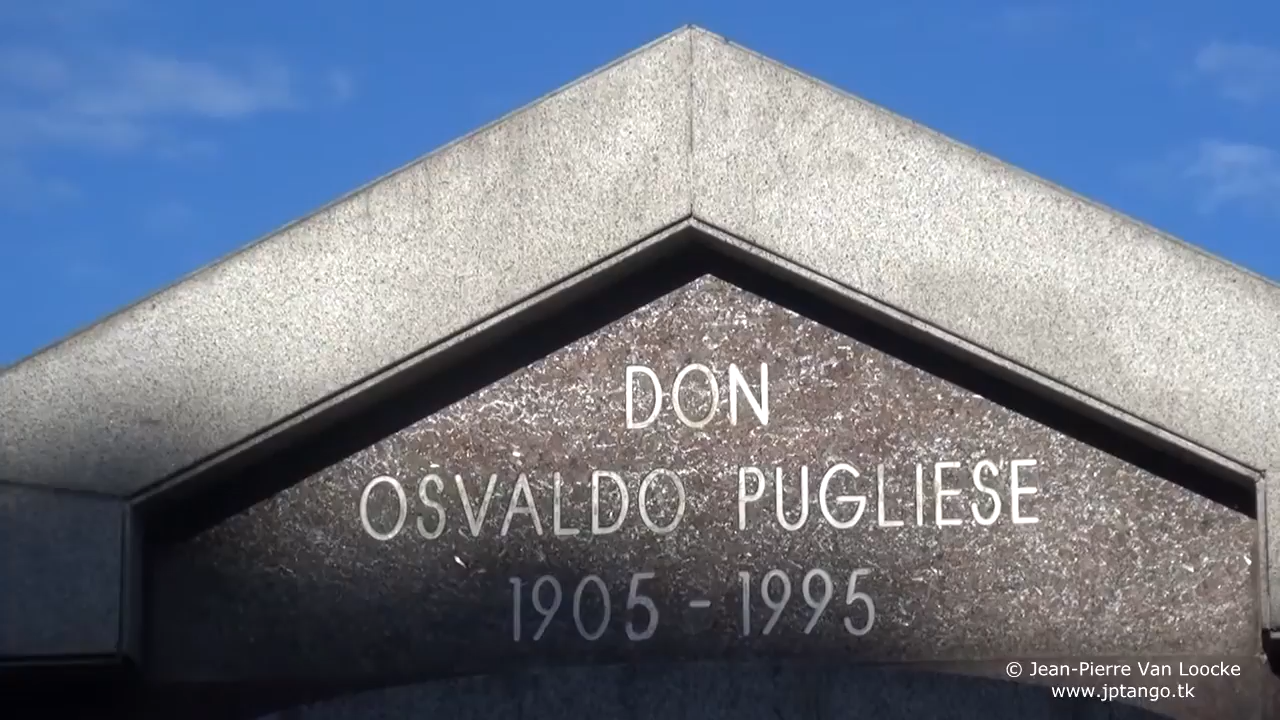 DON
OSVALDO PUGLIESE
1905 - 1995
© Jean-Pierre Van Loocke
www.jptango.tk